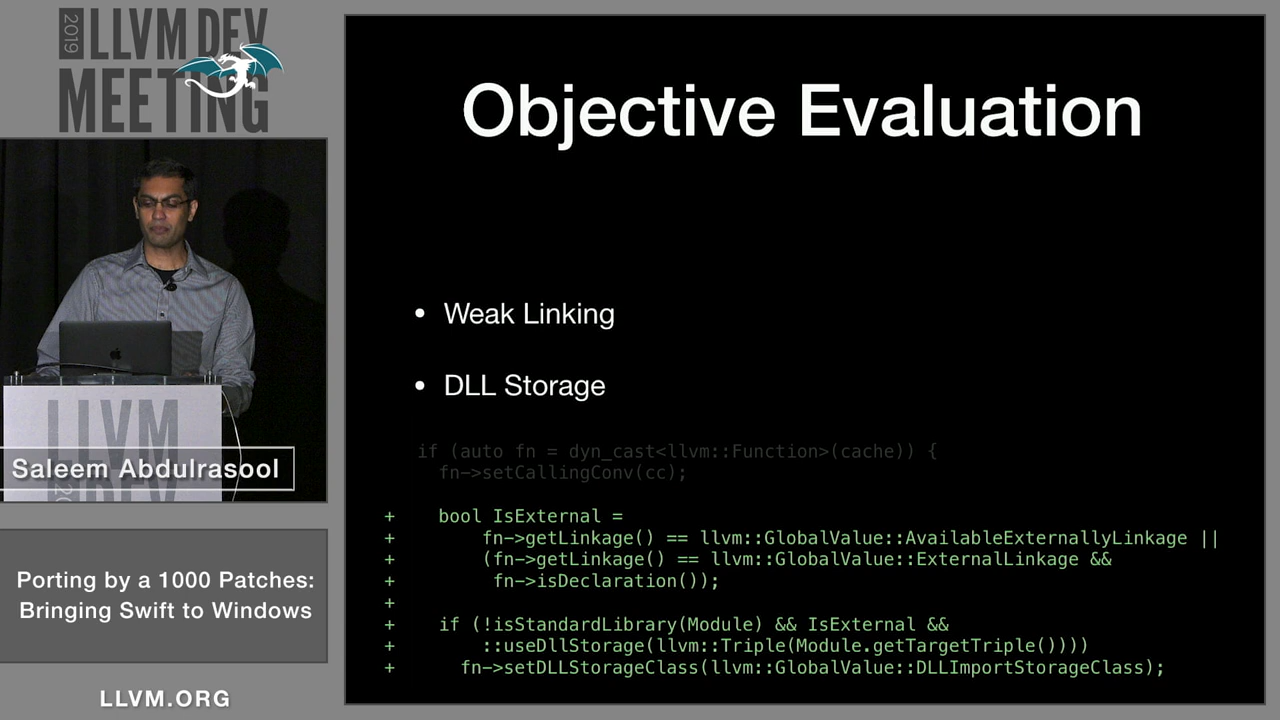 2019 LLVM DEV
MEETING
LLVM
Saleem Abdulrasool
Porting by a 1000 Patches:
Bringing Swift to Windows
LLVM.ORG
Objective Evaluation
• Weak Linking
• DLL Storage
if (auto fn = dyn_cast<llvm::Function>(cache)) {
fn->setCallingConv(cc);
+ bool IsExternal =
+ fn->getLinkage() == llvm::GlobalValue::AvailableExternallyLinkage ||
+ (fn->getLinkage() == llvm::GlobalValue::ExternalLinkage &&
+ fn->isDeclaration());
+
+ if (!isStandardLibrary(Module) && IsExternal &&
+ ::useDllStorage(llvm::Triple(Module.getTargetTriple())))
+ fn->setDLLStorageClass(llvm::GlobalValue::DLLImportStorageClass);